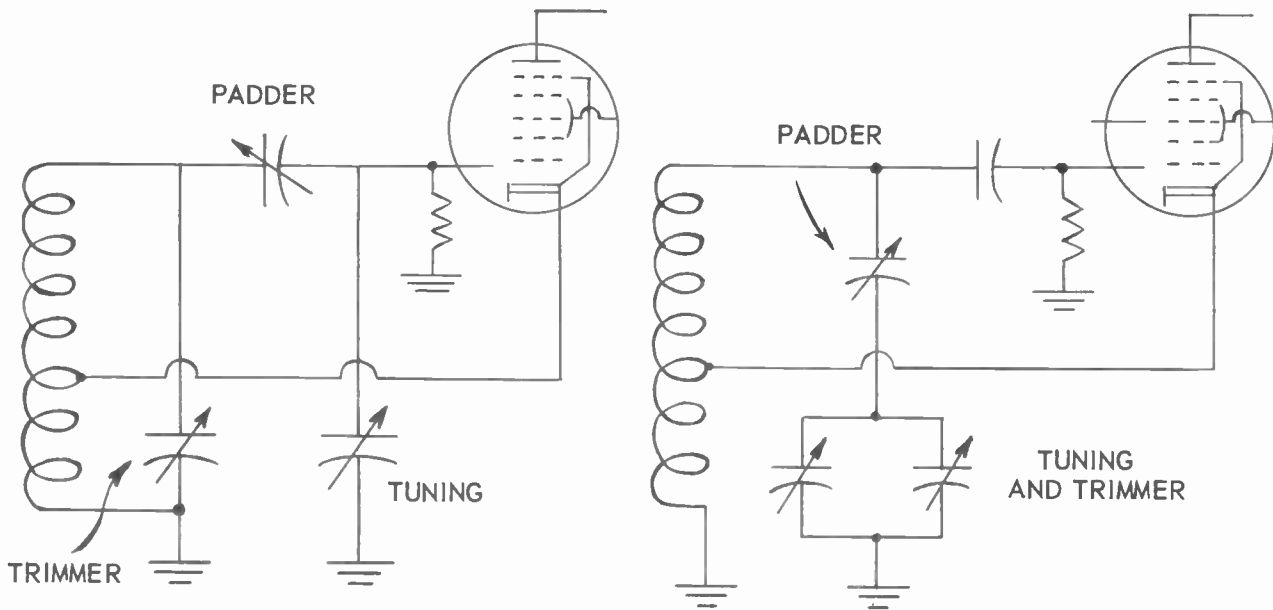 PADDER
TRIMMER
TUNING
PADDER
TUNING
AND TRIMMER